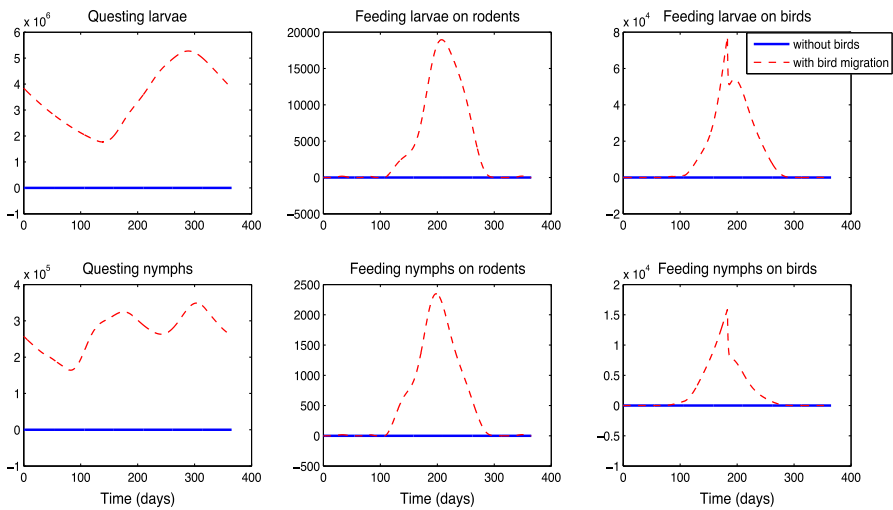 Questing larvae
x 10^6
6
5
4
3
2
1
0
−1
0 100 200 300 400
Feeding larvae on rodents
20000
15000
10000
5000
0
−5000
0 100 200 300 400
Feeding larvae on birds
x 10^4
8
6
4
2
0
−2
0 100 200 300 400
without birds
with bird migration
Questing nymphs
x 10^5
4
3
2
1
0
−1
0 100 200 300 400
Time (days)
Feeding nymphs on rodents
2500
2000
1500
1000
500
0
−500
0 100 200 300 400
Time (days)
Feeding nymphs on birds
x 10^4
2
1.5
1
0.5
0
−0.5
−1
0 100 200 300 400
Time (days)